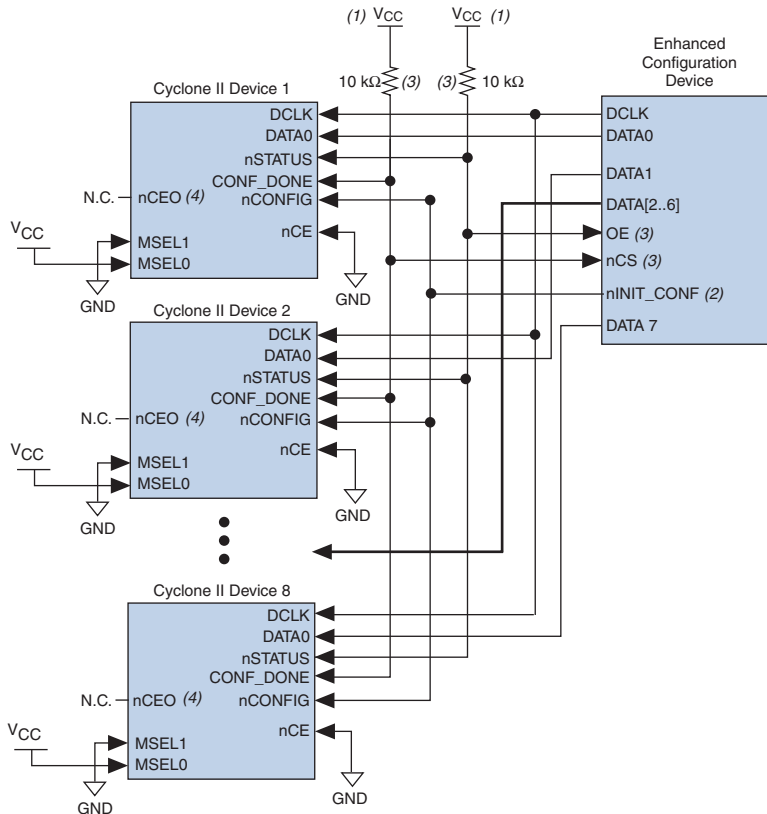 (1) VCC
VCC (1)
10 kΩ (3)
(3) 10 kΩ
Enhanced
Configuration
Device
DCLK
DATA0
DATA1
DATA[2..6]
OE (3)
nCS (3)
nINIT_CONF (2)
DATA 7
Cyclone II Device 1
DCLK
DATA0
nSTATUS
CONF_DONE
nCONFIG
N.C.
nCEO (4)
nCE
VCC
MSEL1
MSEL0
GND
GND
Cyclone II Device 2
DCLK
DATA0
nSTATUS
CONF_DONE
nCONFIG
N.C.
nCEO (4)
nCE
VCC
MSEL1
MSEL0
GND
GND
Cyclone II Device 8
DCLK
DATA0
nSTATUS
CONF_DONE
nCONFIG
N.C.
nCEO (4)
nCE
VCC
MSEL1
MSEL0
GND
GND